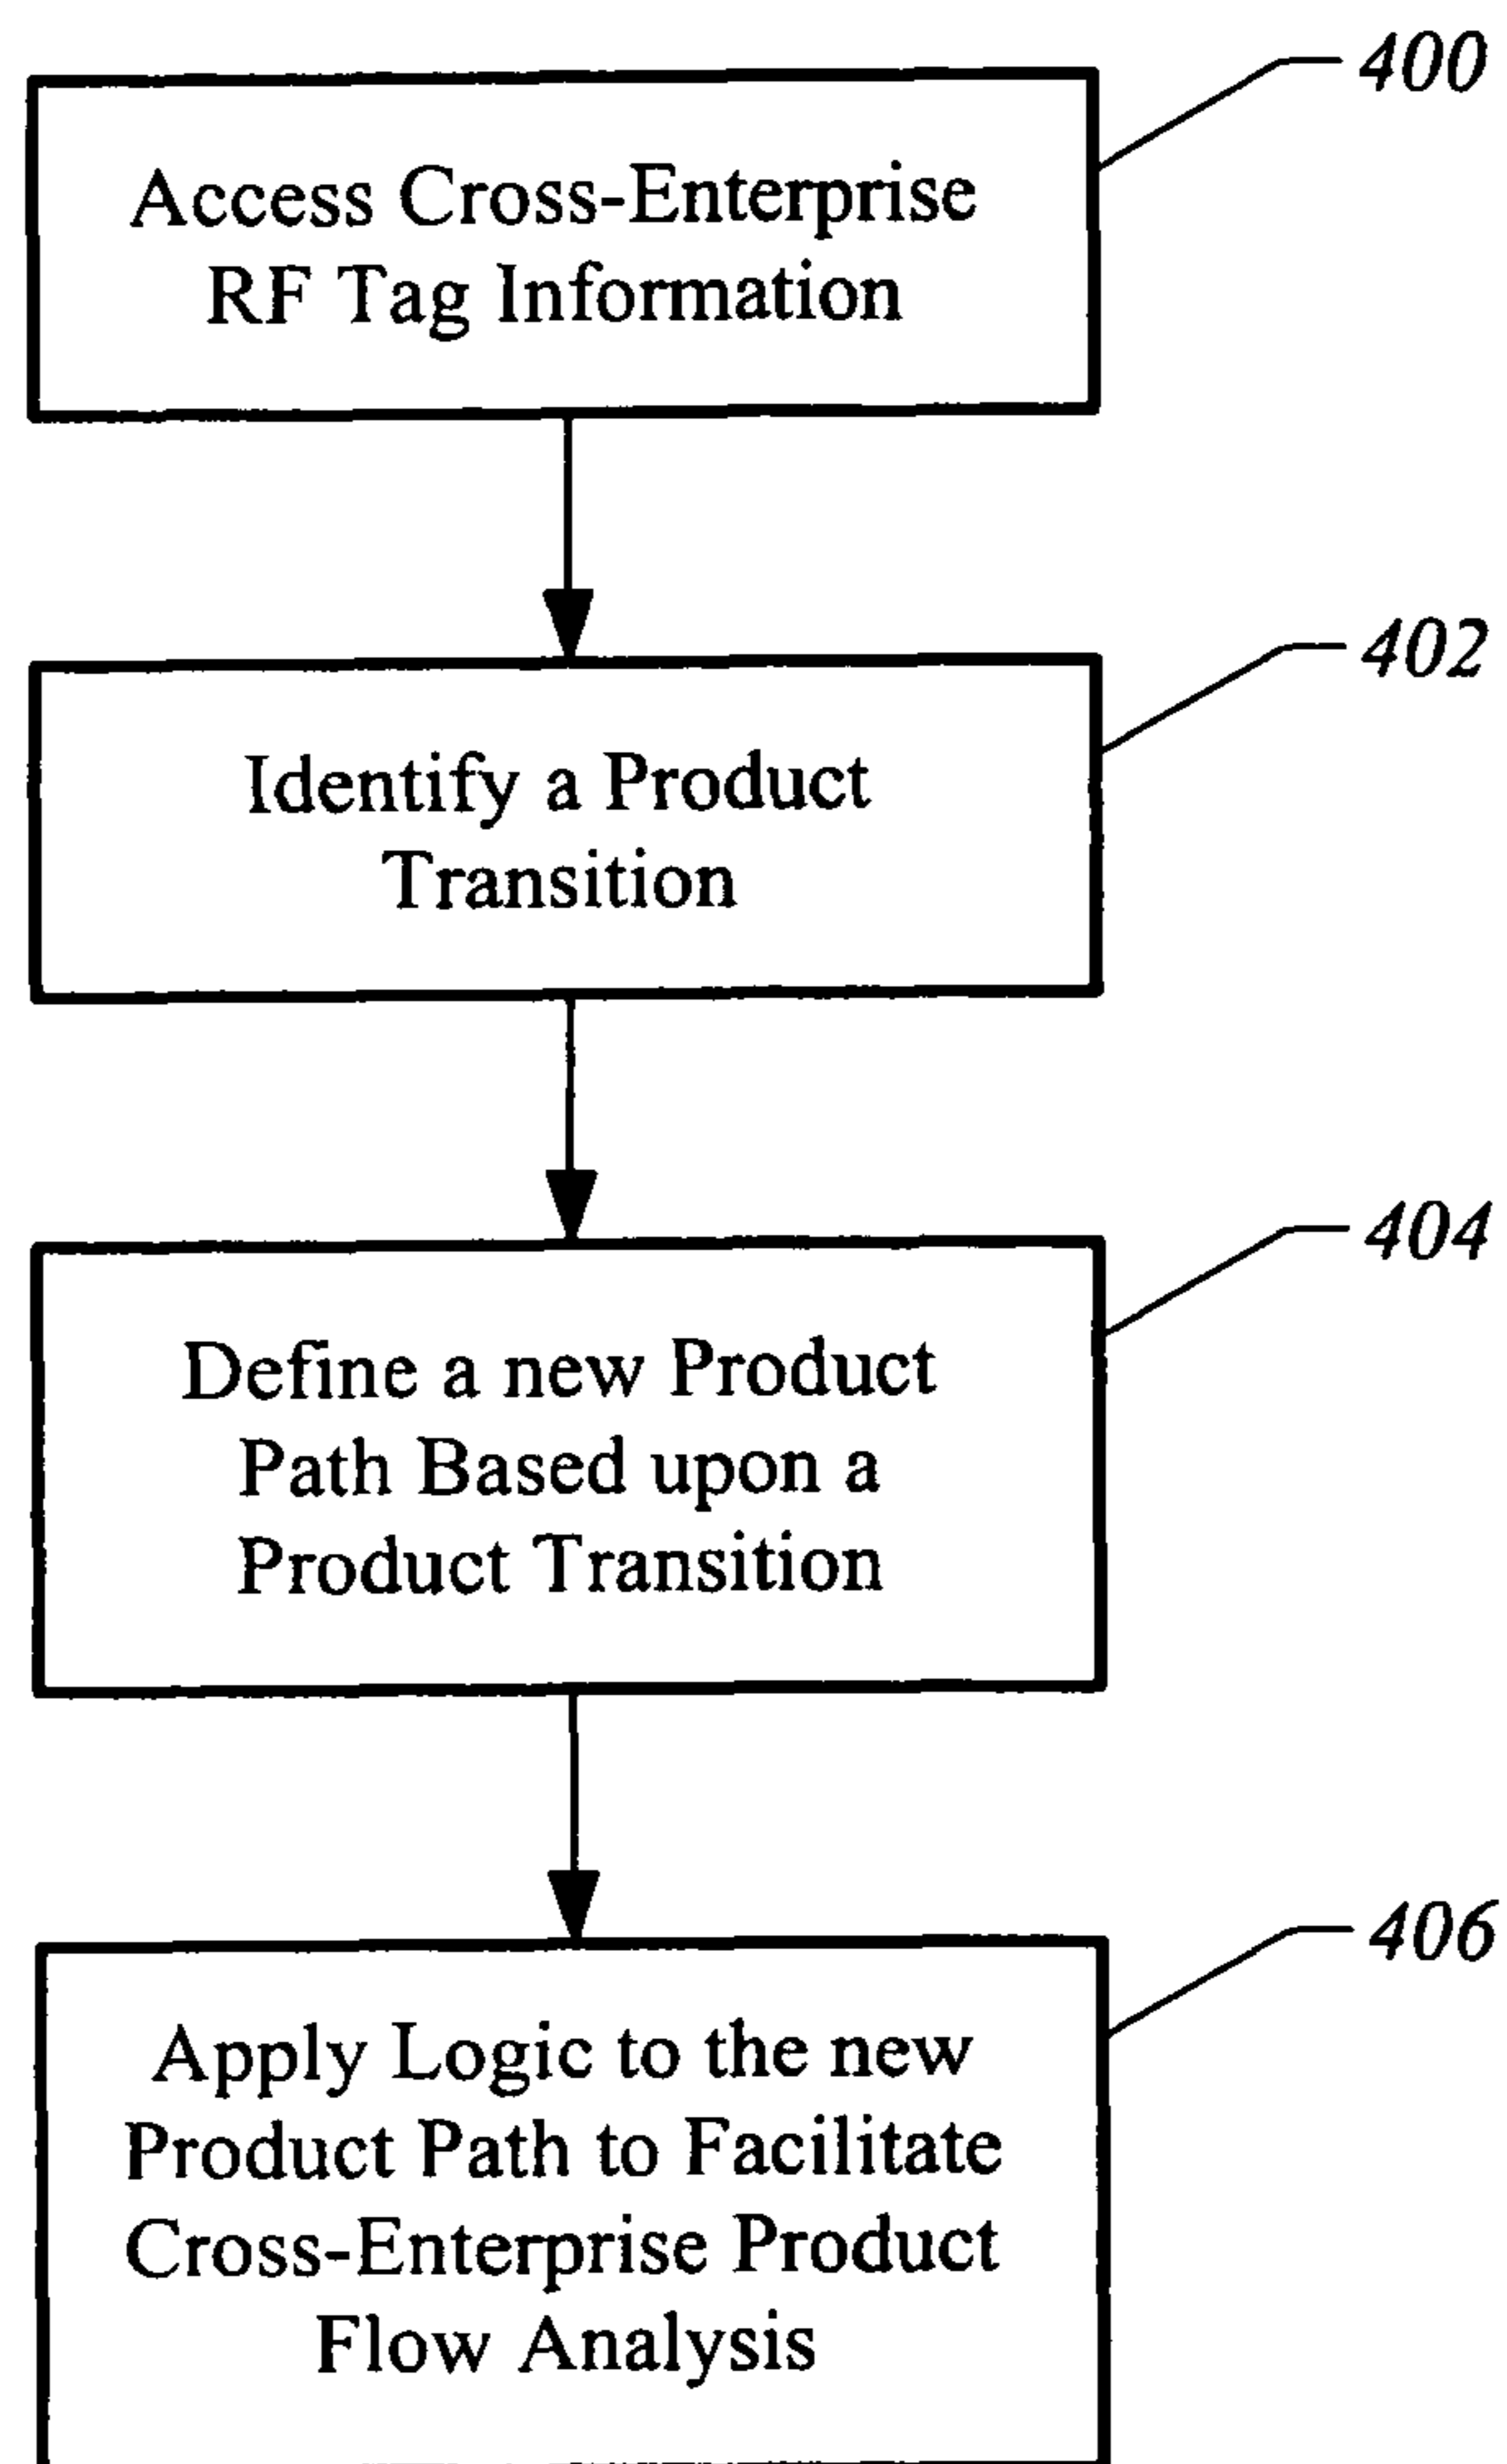 400
Access Cross-Enterprise
RF Tag Information
402
Identify a Product
Transition
404
Define a new Product
Path Based upon a
Product Transition
406
Apply Logic to the new
Product Path to Facilitate
Cross-Enterprise Product
Flow Analysis